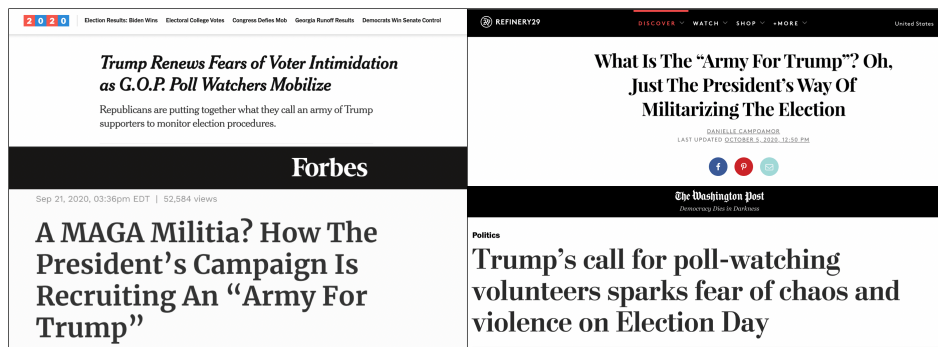 2020
Election Results: Biden Wins
Electoral College Votes
Congress Defies Mob
Georgia Runoff Results
Democrats Win Senate Control
Trump Renews Fears of Voter Intimidation
as G.O.P. Poll Watchers Mobilize
Republicans are putting together what they call an army of Trump
supporters to monitor election procedures.
Forbes
Sep 21, 2020, 03:36pm EDT | 52,584 views
A MAGA Militia? How The
President’s Campaign Is
Recruiting An “Army For
Trump”
R29 REFINERY29
DISCOVER
WATCH
SHOP
+MORE
United States
What Is The “Army For Trump”? Oh,
Just The President’s Way Of
Militarizing The Election
DANIELLE CAMPOAMOR
LAST UPDATED OCTOBER 5, 2020, 12:50 PM
The Washington Post
Democracy Dies in Darkness
Politics
Trump’s call for poll-watching
volunteers sparks fear of chaos and
violence on Election Day